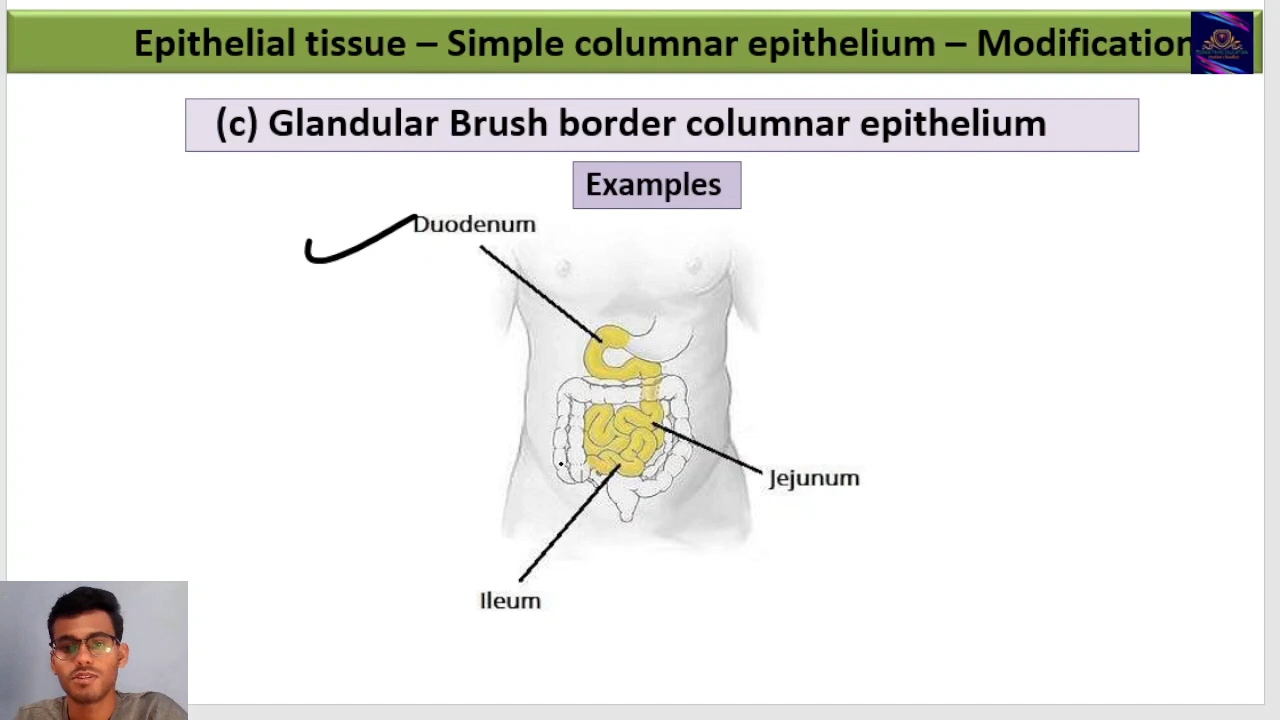 Epithelial tissue – Simple columnar epithelium – Modification
(c) Glandular Brush border columnar epithelium
Examples
Duodenum
Jejunum
Ileum